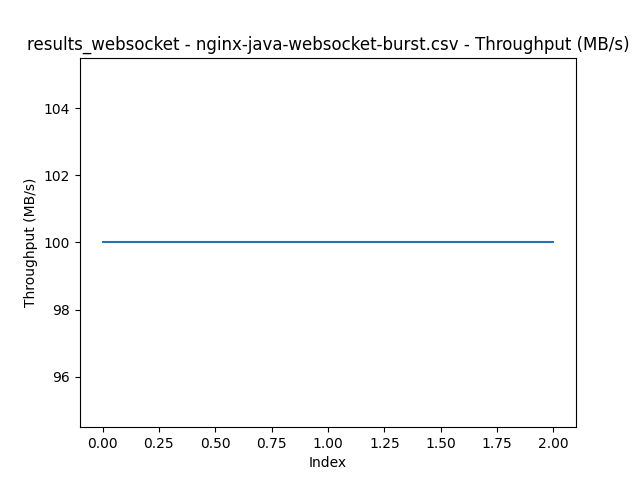 results_websocket - nginx-java-websocket-burst.csv - Throughput (MB/s)
Throughput (MB/s)
104
102
100
98
96
0.00 0.25 0.50 0.75 1.00 1.25 1.50 1.75 2.00
Index